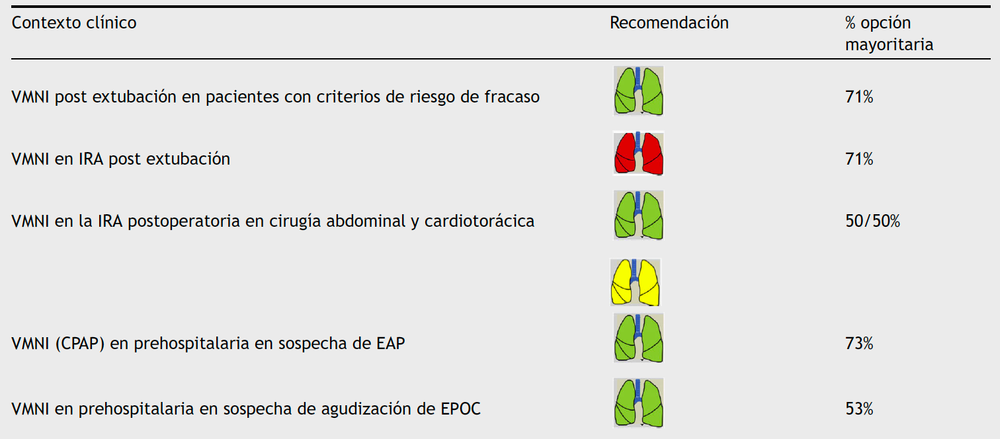 Contexto clínico Recomendación % opción
mayoritaria
VMNI post extubación en pacientes con criterios de riesgo de fracaso 71%
VMNI en IRA post extubación 71%
VMNI en la IRA postoperatoria en cirugía abdominal y cardiotorácica 50/50%
VMNI (CPAP) en prehospitalaria en sospecha de EAP 73%
VMNI en prehospitalaria en sospecha de agudización de EPOC 53%